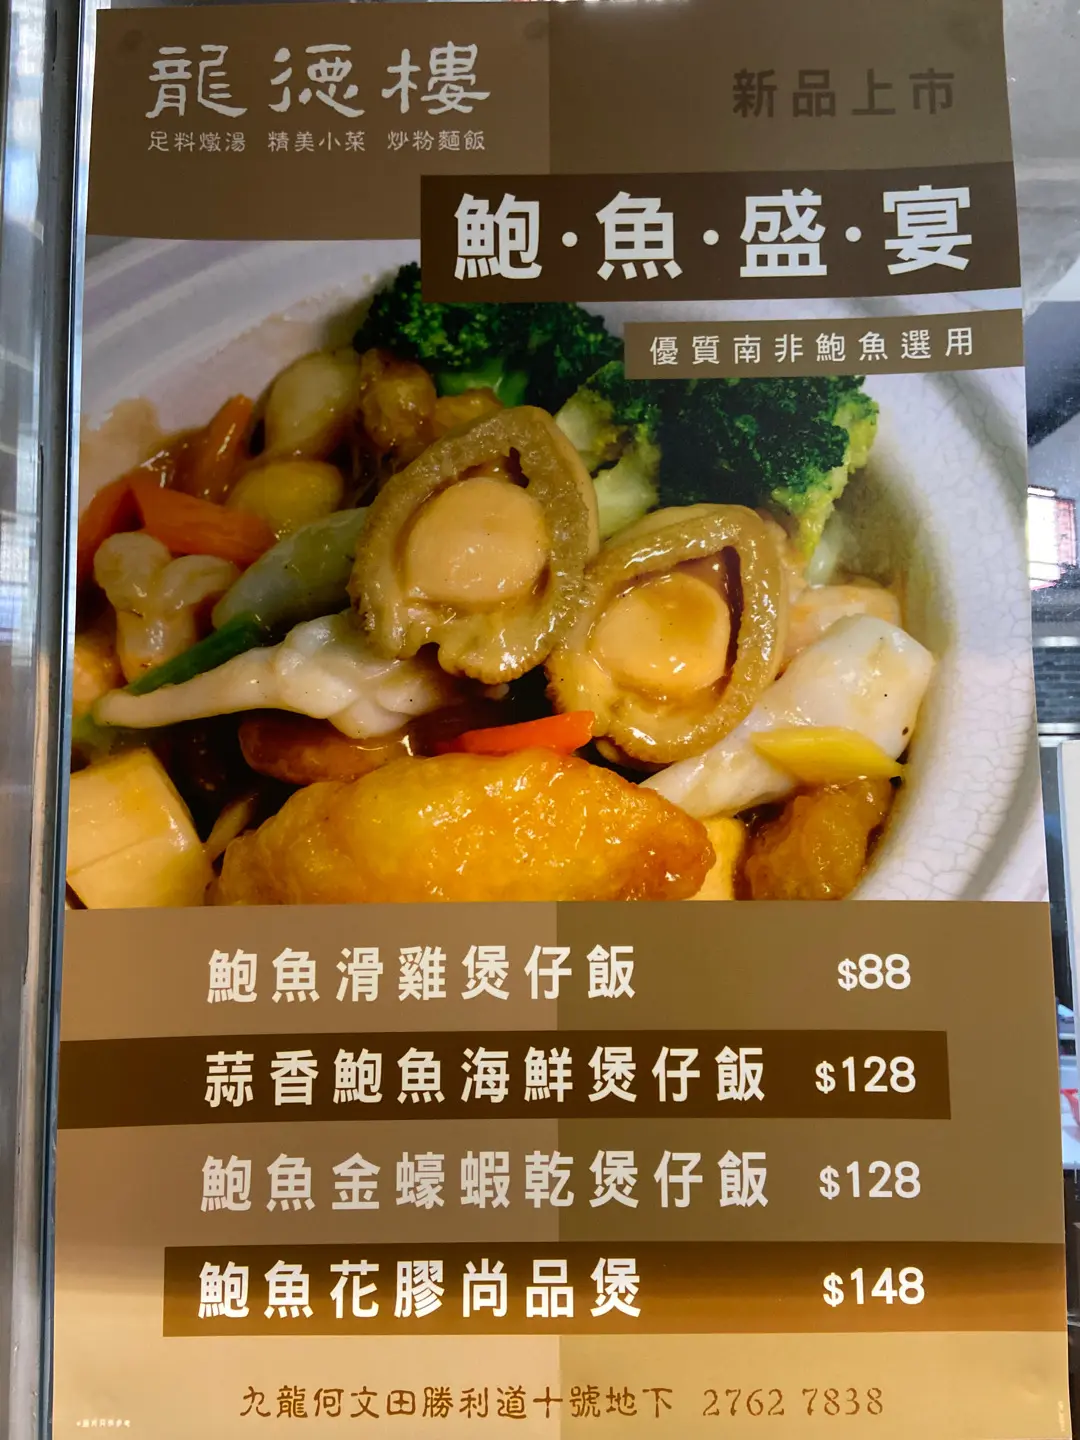 龍德樓
足料燉湯 精美小菜 炒粉麵飯
新品上市
鮑·魚·盛·宴
優質南非鮑魚選用
鮑魚滑雞煲仔飯 $88
蒜香鮑魚海鮮煲仔飯 $128
鮑魚金蠔蝦乾煲仔飯 $128
鮑魚花膠尚品煲 $148
九龍何文田勝利道十號地下 2762 7838